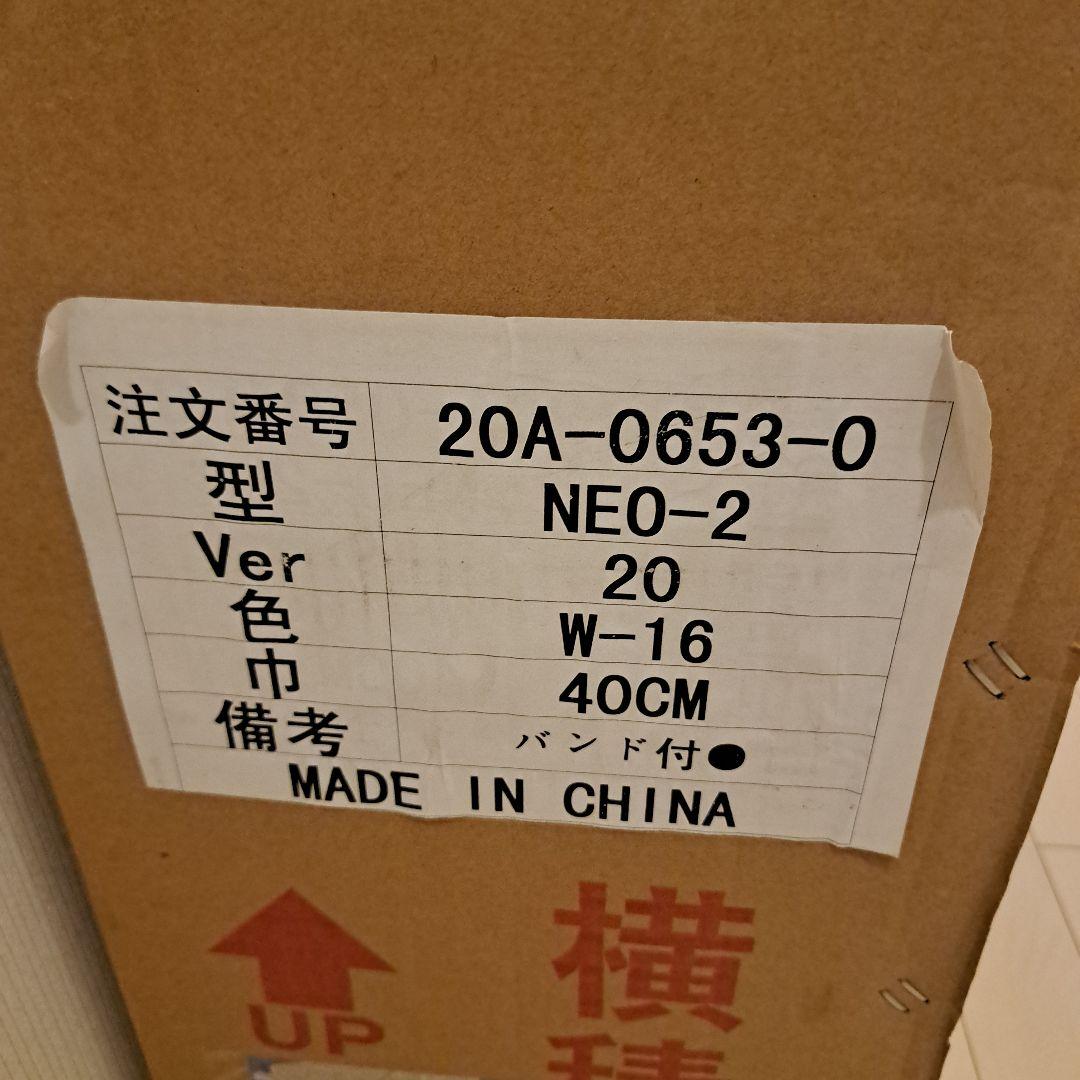 注文番号 20A-0653-0
型 NEO-2
Ver 20
色 W-16
巾 40CM
備考 バンド付●
MADE IN CHINA
UP
横